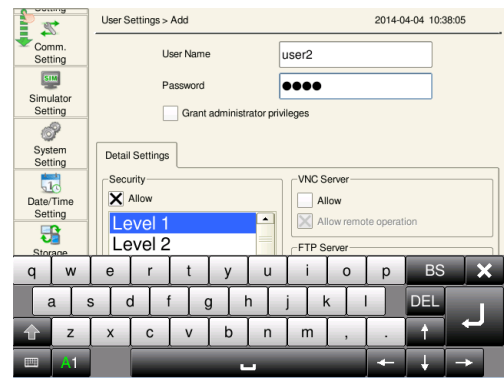 Setting
User Settings > Add
2014-04-04 10:38:05
Comm.
Setting
User Name
user2
Password
●●●●
Grant administrator privileges
Simulator
Setting
System
Setting
Detail Settings
Security
Allow
Level 1
Level 2
VNC Server
Allow
Allow remote operation
FTP Server
Date/Time
Setting
Storage
q w e r t y u i o p BS X
a s d f g h j k l DEL
z x c v b n m , .
A1